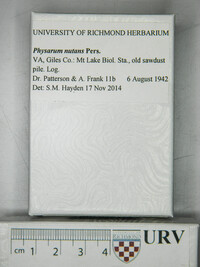 UNIVERSITY OF RICHMOND HERBARIUM
Physarum nutans Pers.
VA, Giles Co.: Mt Lake Biol. Sta., old sawdust
pile. Log.
Dr. Patterson & A. Frank 11b 6 August 1942
Det: S.M. Hayden 17 Nov 2014
cm 1 2 3 4
RICHMOND
URV